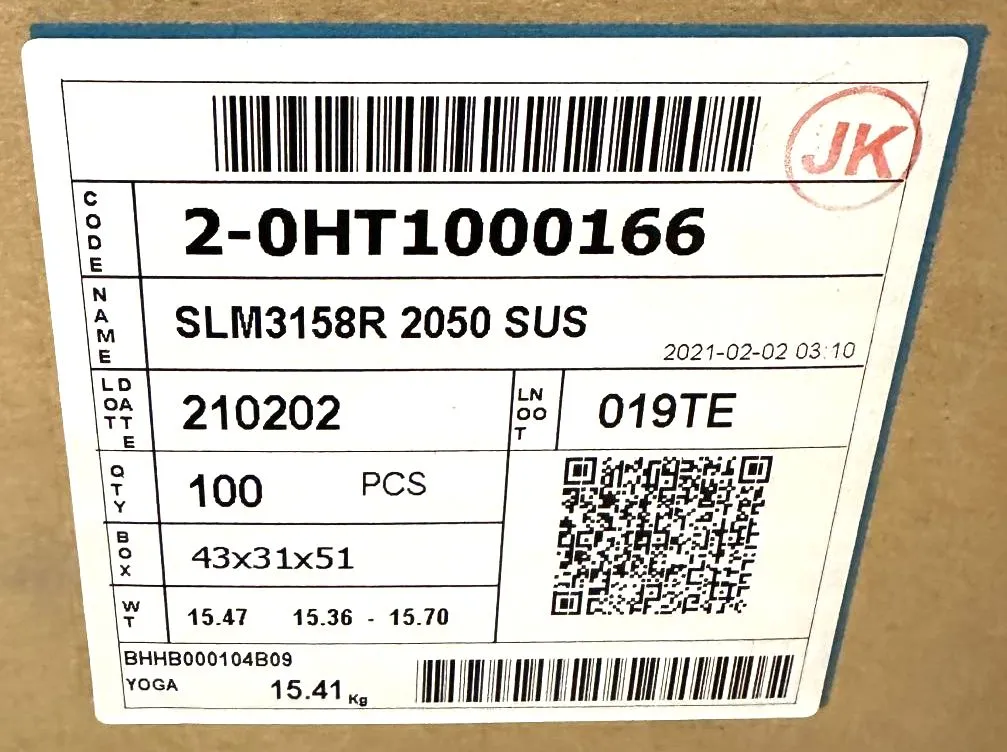 JK
CODE 2-0HT1000166
NAME SLM3158R 2050 SUS
2021-02-02 03:10
LOT DATE 210202 LOT NO 019TE
QTY 100 PCS
BOX 43x31x51
WT 15.47 15.36 - 15.70
BHHB000104B09
YOGA 15.41 Kg